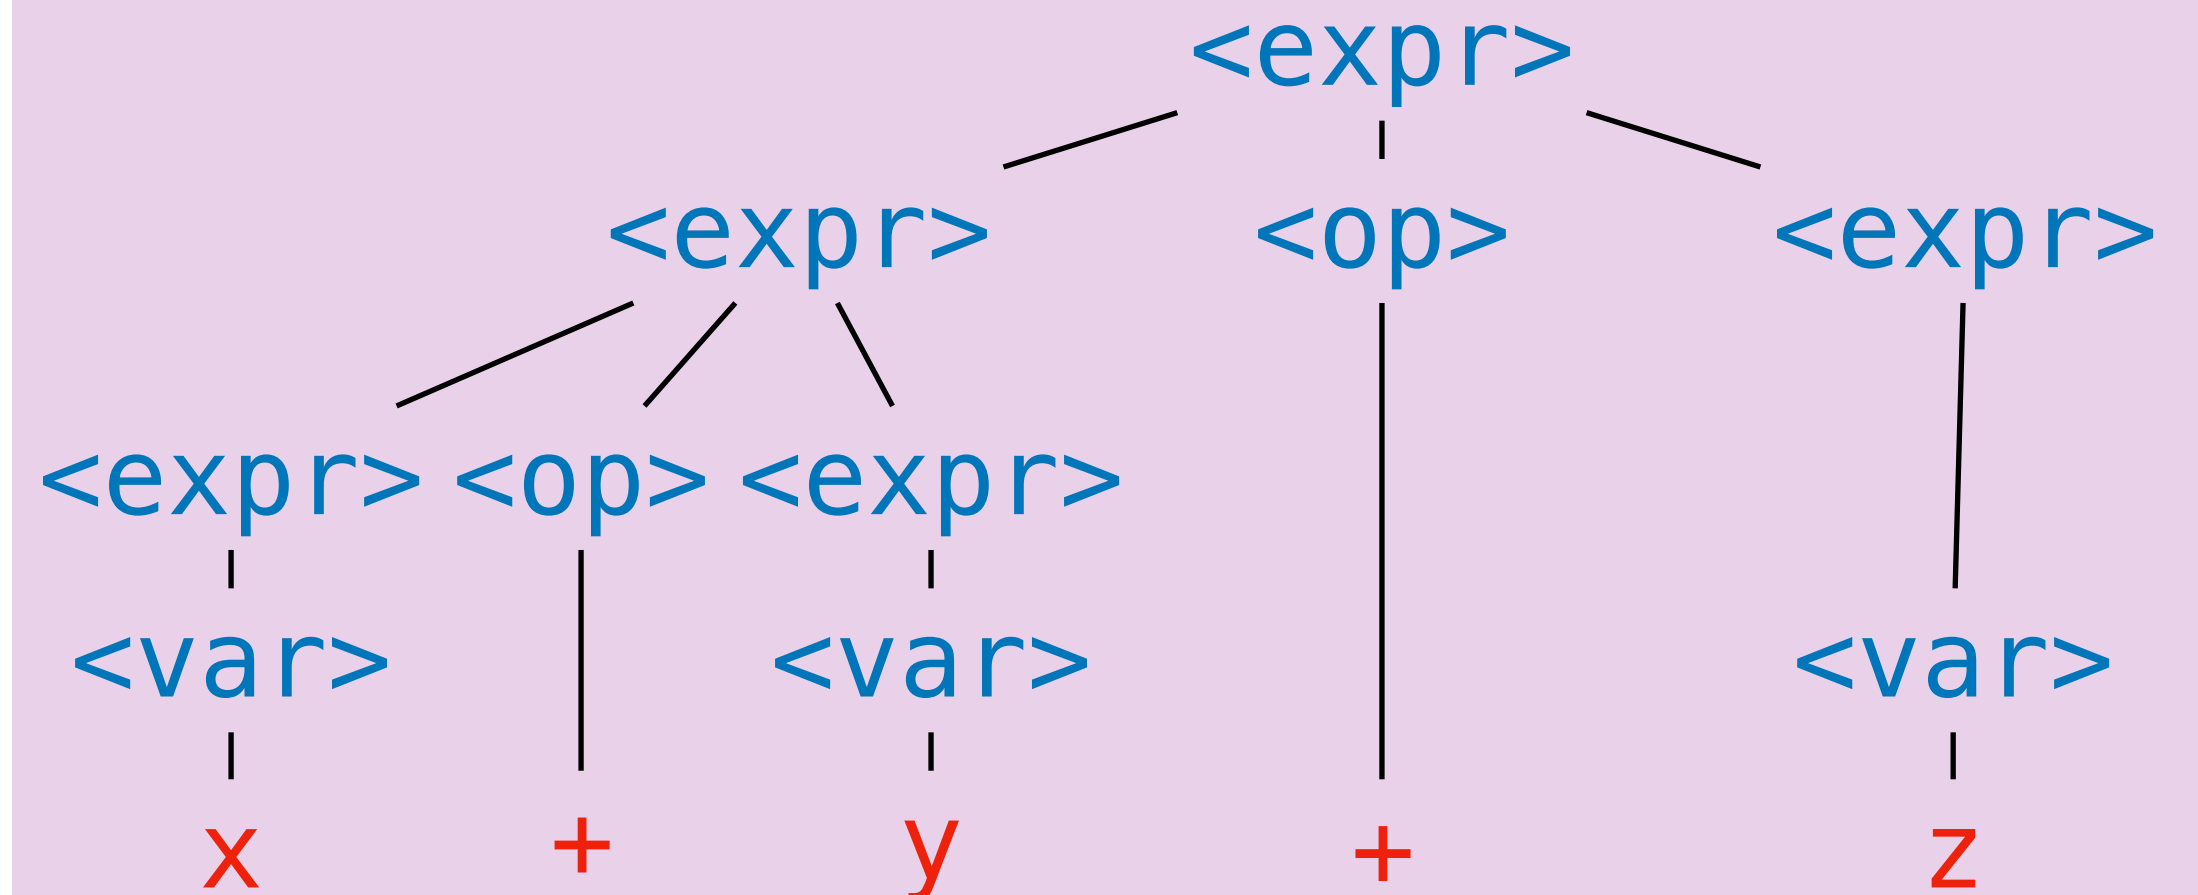 <expr>
<expr> <op> <expr>
<expr> <op> <expr>
<var> <var> <var>
x + y + z